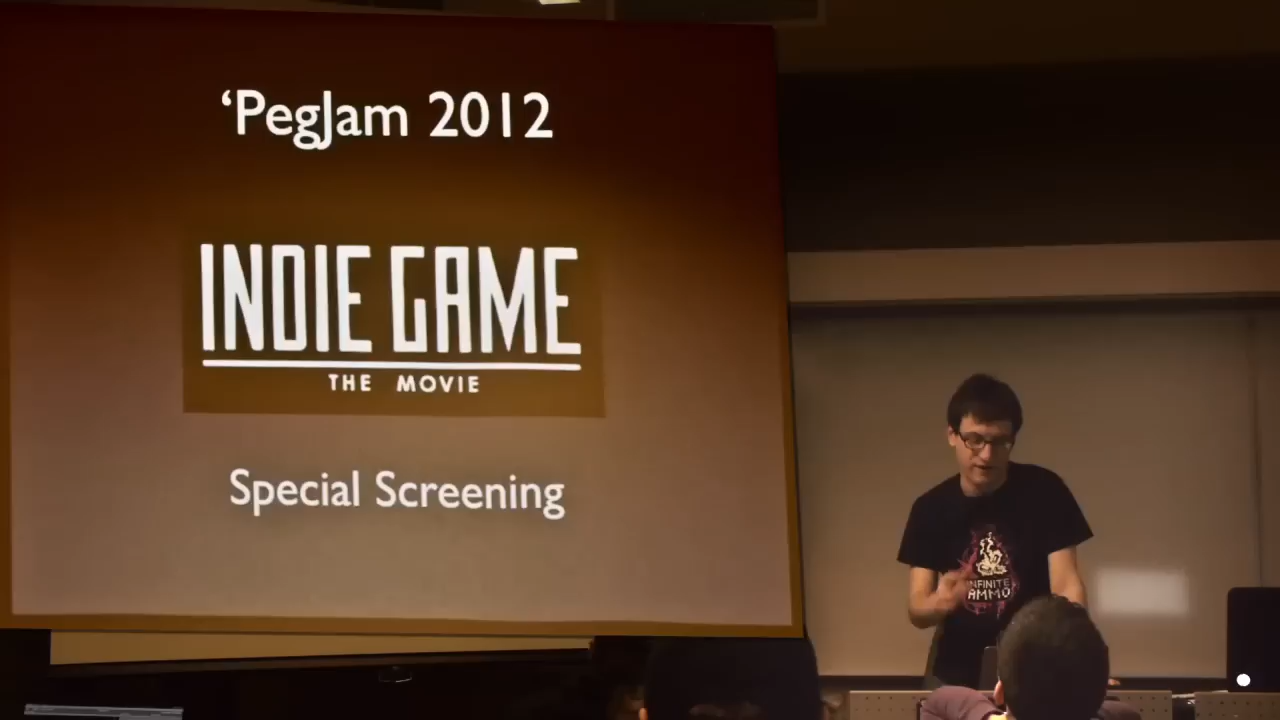 ‘PegJam 2012
INDIE GAME
THE MOVIE
Special Screening
INFINITE
AMMO